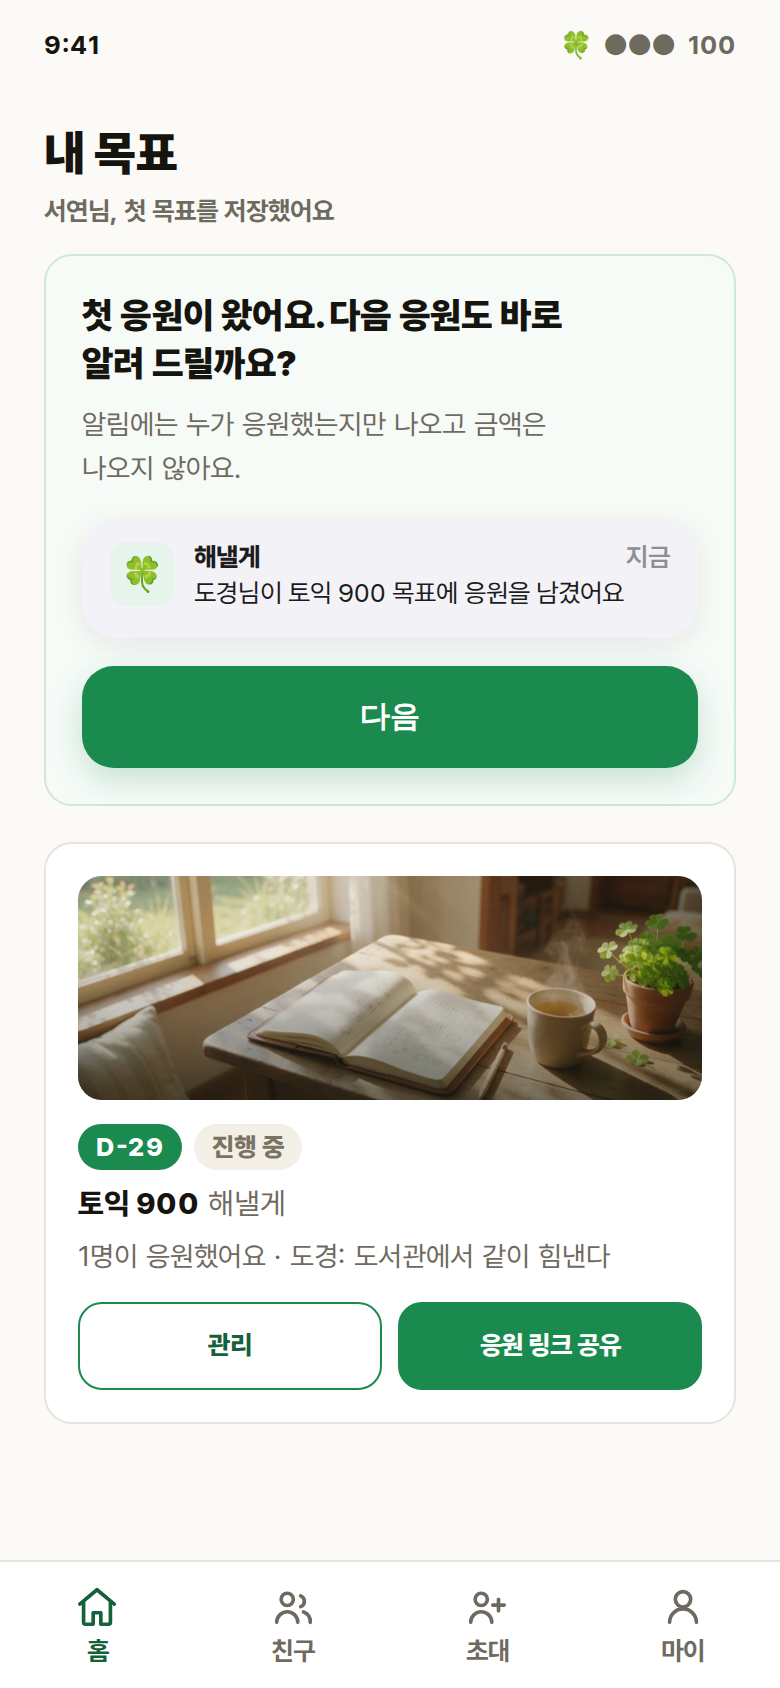 9:41
100
내 목표
서연님, 첫 목표를 저장했어요
첫 응원이 왔어요. 다음 응원도 바로
알려 드릴까요?
알림에는 누가 응원했는지만 나오고 금액은
나오지 않아요.
해낼게 지금
도경님이 토익 900 목표에 응원을 남겼어요
다음
D-29 진행 중
토익 900 해낼게
1명이 응원했어요 · 도경: 도서관에서 같이 힘낸다
관리 응원 링크 공유
홈 친구 초대 마이